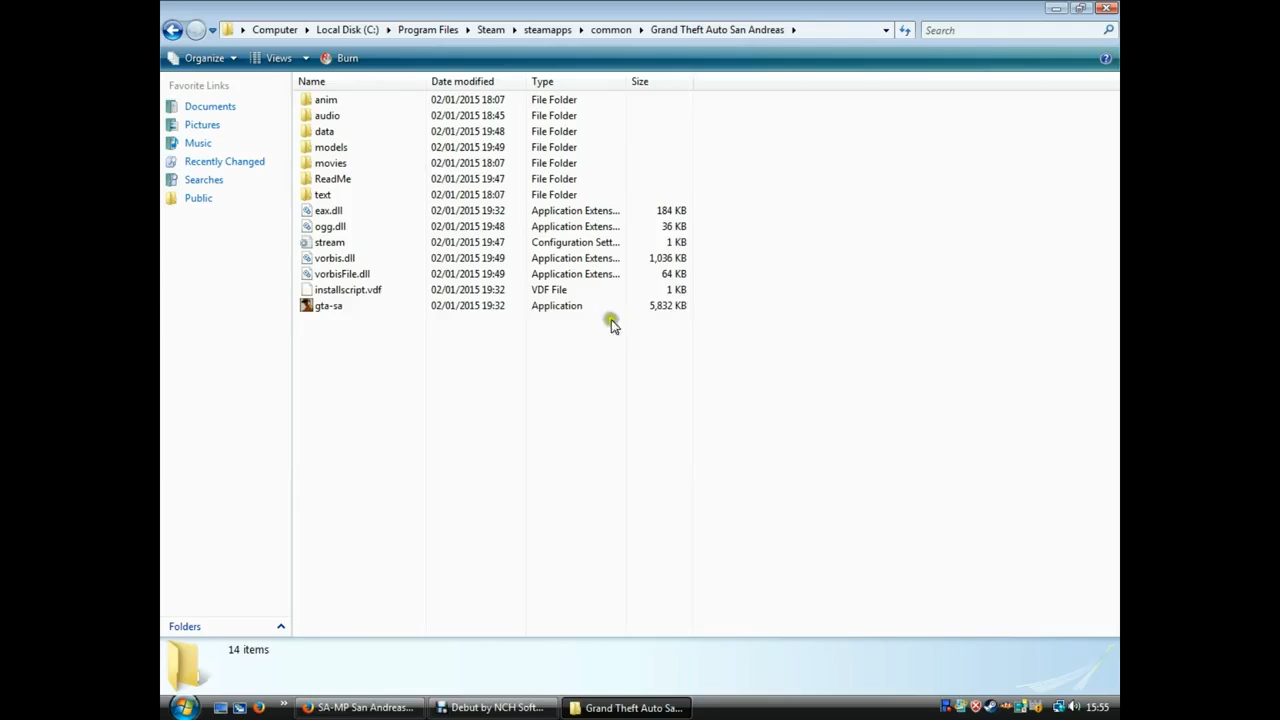 Computer Local Disk (C:) Program Files Steam steamapps common Grand Theft Auto San Andreas Search
Organize Views Burn
Favorite Links
Documents
Pictures
Music
Recently Changed
Searches
Public
Folders
Name Date modified Type Size
anim 02/01/2015 18:07 File Folder
audio 02/01/2015 18:45 File Folder
data 02/01/2015 19:48 File Folder
models 02/01/2015 19:49 File Folder
movies 02/01/2015 18:07 File Folder
ReadMe 02/01/2015 19:47 File Folder
text 02/01/2015 18:07 File Folder
eax.dll 02/01/2015 19:32 Application Extens... 184 KB
ogg.dll 02/01/2015 19:48 Application Extens... 36 KB
stream 02/01/2015 19:47 Configuration Sett... 1 KB
vorbis.dll 02/01/2015 19:49 Application Extens... 1,036 KB
vorbisFile.dll 02/01/2015 19:49 Application Extens... 64 KB
installscript.vdf 02/01/2015 19:32 VDF File 1 KB
gta-sa 02/01/2015 19:32 Application 5,832 KB
14 items
SA-MP San Andreas... Debut by NCH Soft... Grand Theft Auto Sa... 15:55